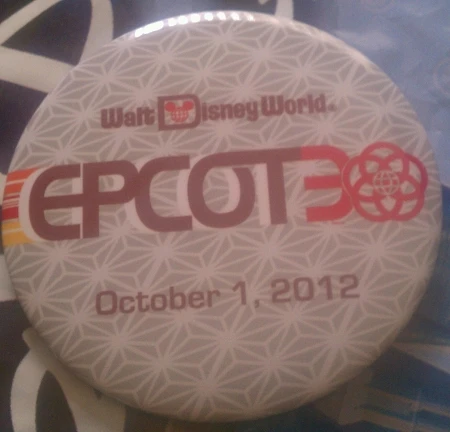 Walt Disney World
EPCOT30
October 1, 2012